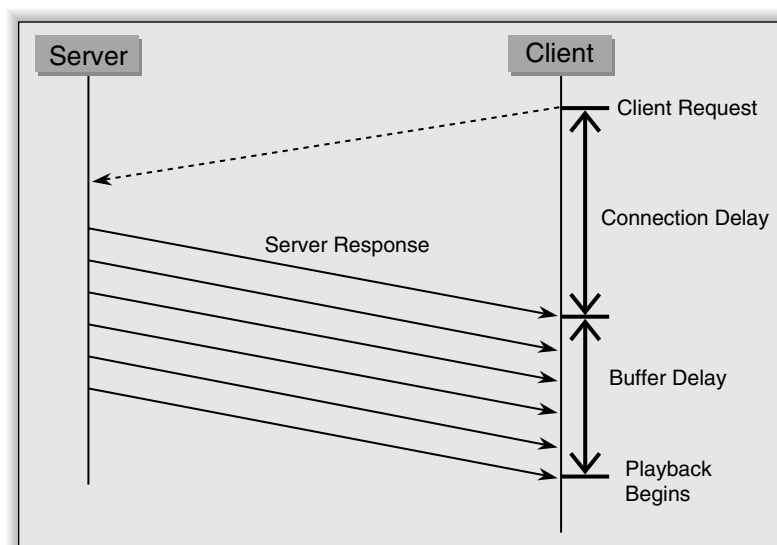 Server
Client
Client Request
Connection Delay
Server Response
Buffer Delay
Playback
Begins